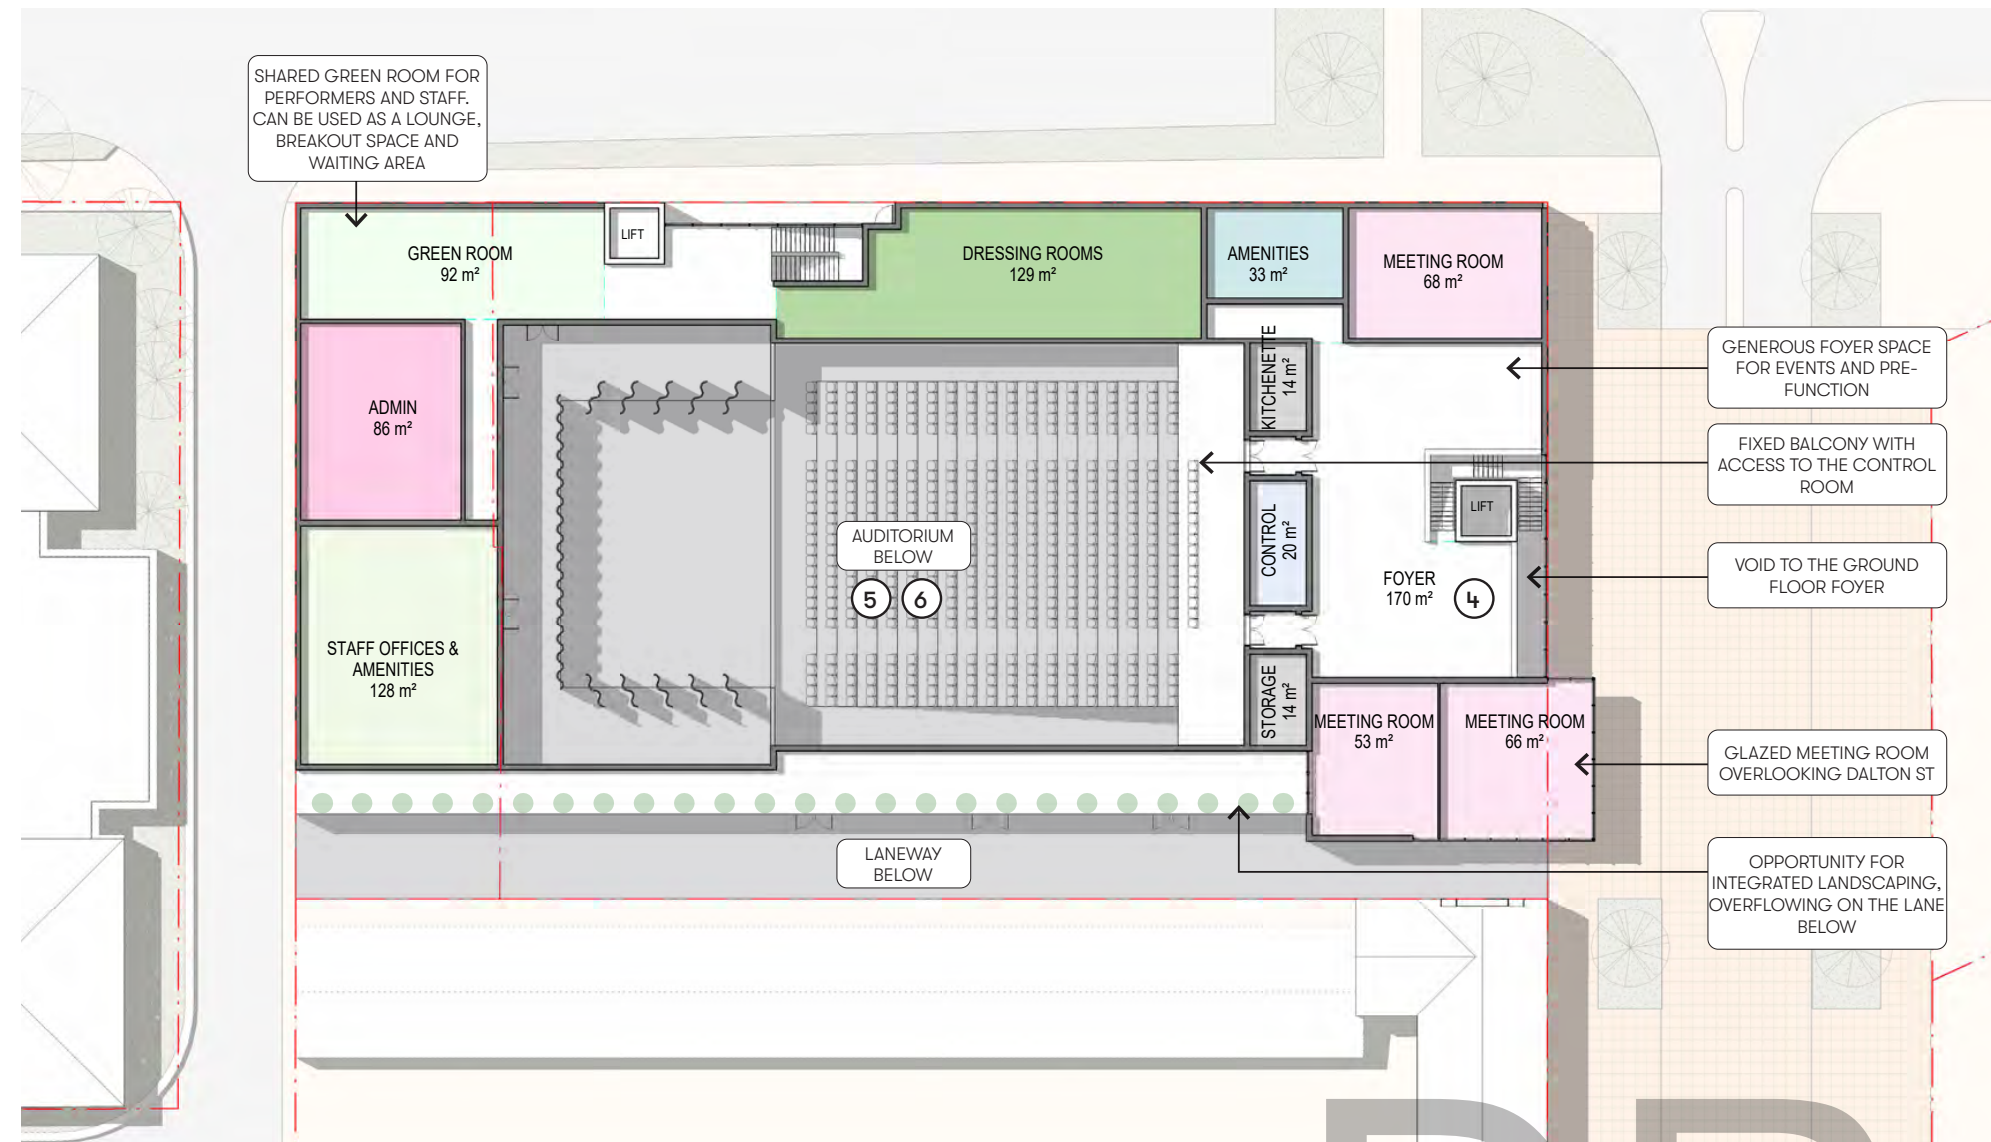 SHARED GREEN ROOM FOR
PERFORMERS AND STAFF.
CAN BE USED AS A LOUNGE,
BREAKOUT SPACE AND
WAITING AREA
GREEN ROOM
92 m²
LIFT
DRESSING ROOMS
129 m²
AMENITIES
33 m²
MEETING ROOM
68 m²
ADMIN
86 m²
KITCHENETTE
14 m²
GENEROUS FOYER SPACE
FOR EVENTS AND PRE-
FUNCTION
FIXED BALCONY WITH
ACCESS TO THE CONTROL
ROOM
LIFT
AUDITORIUM
BELOW
5 6
CONTROL
20 m²
FOYER
170 m²
4
VOID TO THE GROUND
FLOOR FOYER
STAFF OFFICES &
AMENITIES
128 m²
STORAGE
14 m²
MEETING ROOM
53 m²
MEETING ROOM
66 m²
GLAZED MEETING ROOM
OVERLOOKING DALTON ST
LANEWAY
BELOW
OPPORTUNITY FOR
INTEGRATED LANDSCAPING,
OVERFLOWING ON THE LANE
BELOW